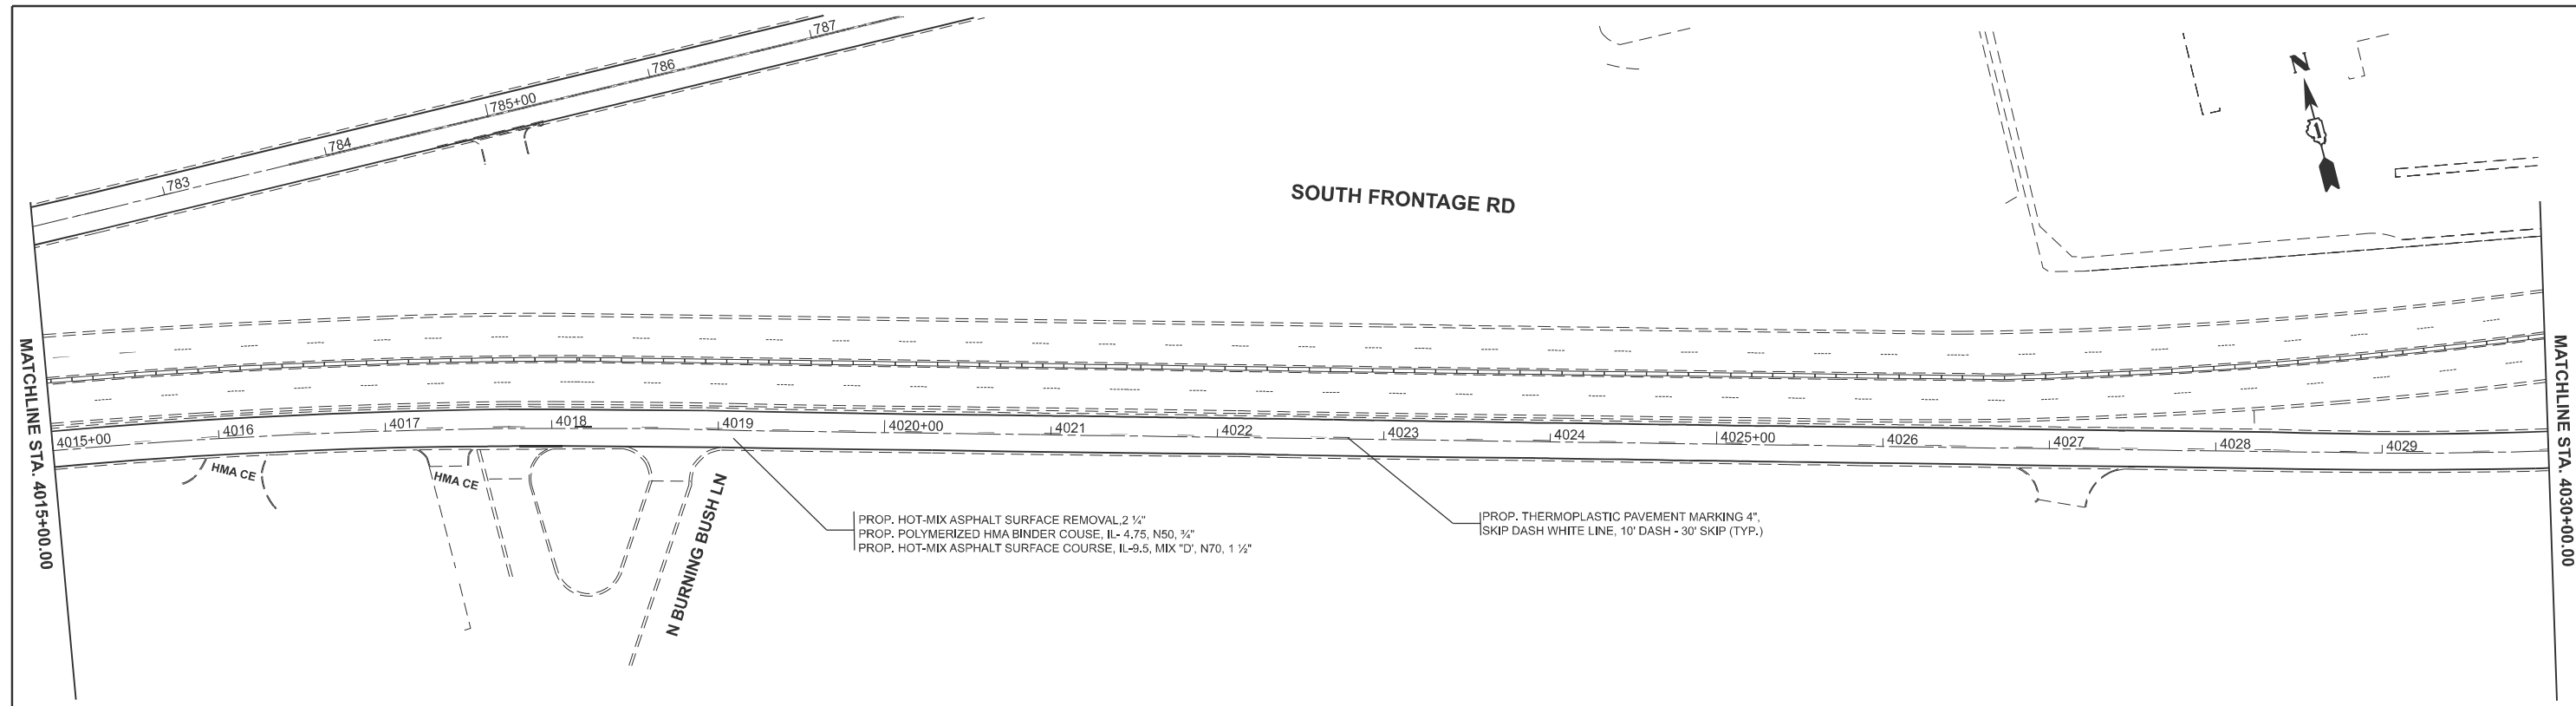 787
786
785+00
784
783
N
1
SOUTH FRONTAGE RD
MATCHLINE STA. 4015+00.00
MATCHLINE STA. 4030+00.00
4015+00
4016
4017
4018
4019
4020+00
4021
4022
4023
4024
4025+00
4026
4027
4028
4029
HMA CE
HMA CE
N BURNING BUSH LN
PROP. HOT-MIX ASPHALT SURFACE REMOVAL,2 ¼"
PROP. POLYMERIZED HMA BINDER COUSE, IL- 4.75, N50, ¾"
PROP. HOT-MIX ASPHALT SURFACE COURSE, IL-9.5, MIX "D', N70, 1 ½"
PROP. THERMOPLASTIC PAVEMENT MARKING 4",
SKIP DASH WHITE LINE, 10' DASH - 30' SKIP (TYP.)